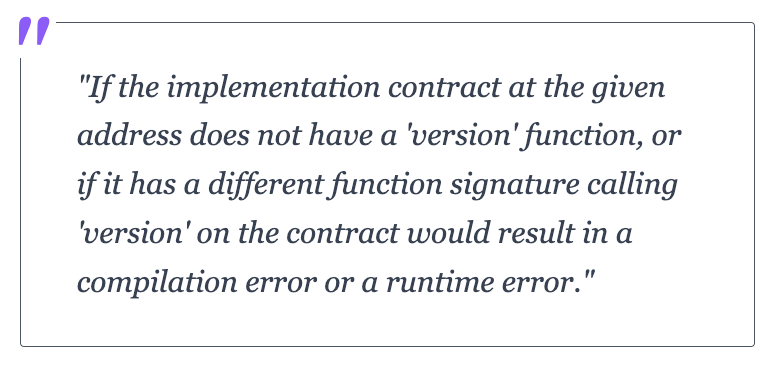 "If the implementation contract at the given
address does not have a 'version' function, or
if it has a different function signature calling
'version' on the contract would result in a
compilation error or a runtime error."